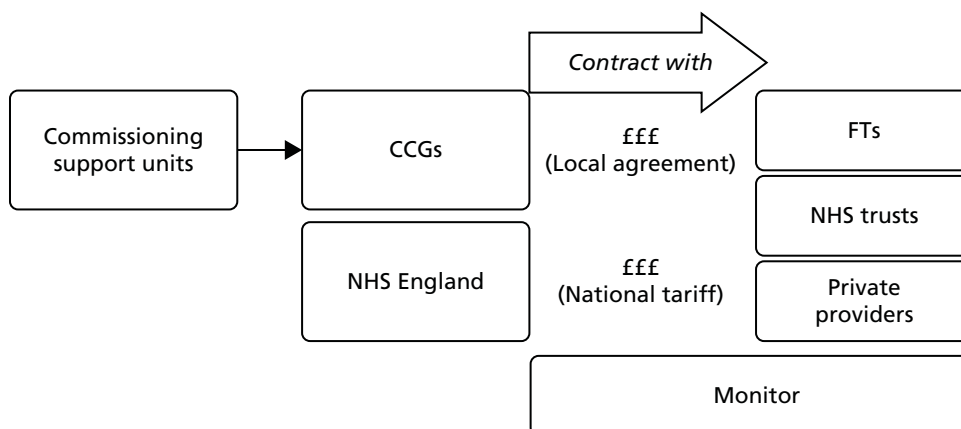 Contract with
Commissioning
support units
CCGs
£££
(Local agreement)
FTs
NHS trusts
NHS England
£££
(National tariff)
Private
providers
Monitor